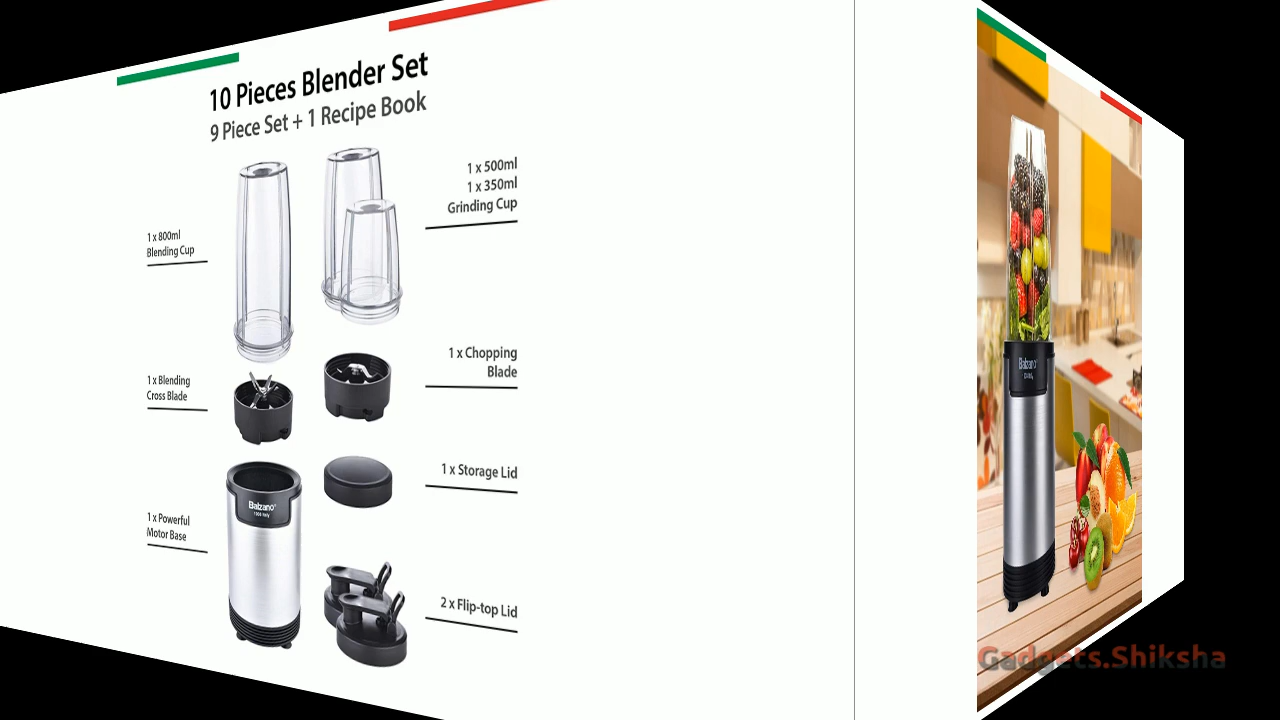 10 Pieces Blender Set
9 Piece Set + 1 Recipe Book
1 x 500ml
1 x 350ml
Grinding Cup
1 x 800ml
Blending Cup
1 x Chopping
Blade
1 x Blending
Cross Blade
1 x Storage Lid
Balzano
1 x Powerful
Motor Base
2 x Flip-top Lid
Balzano
Gadgets.Shiksha